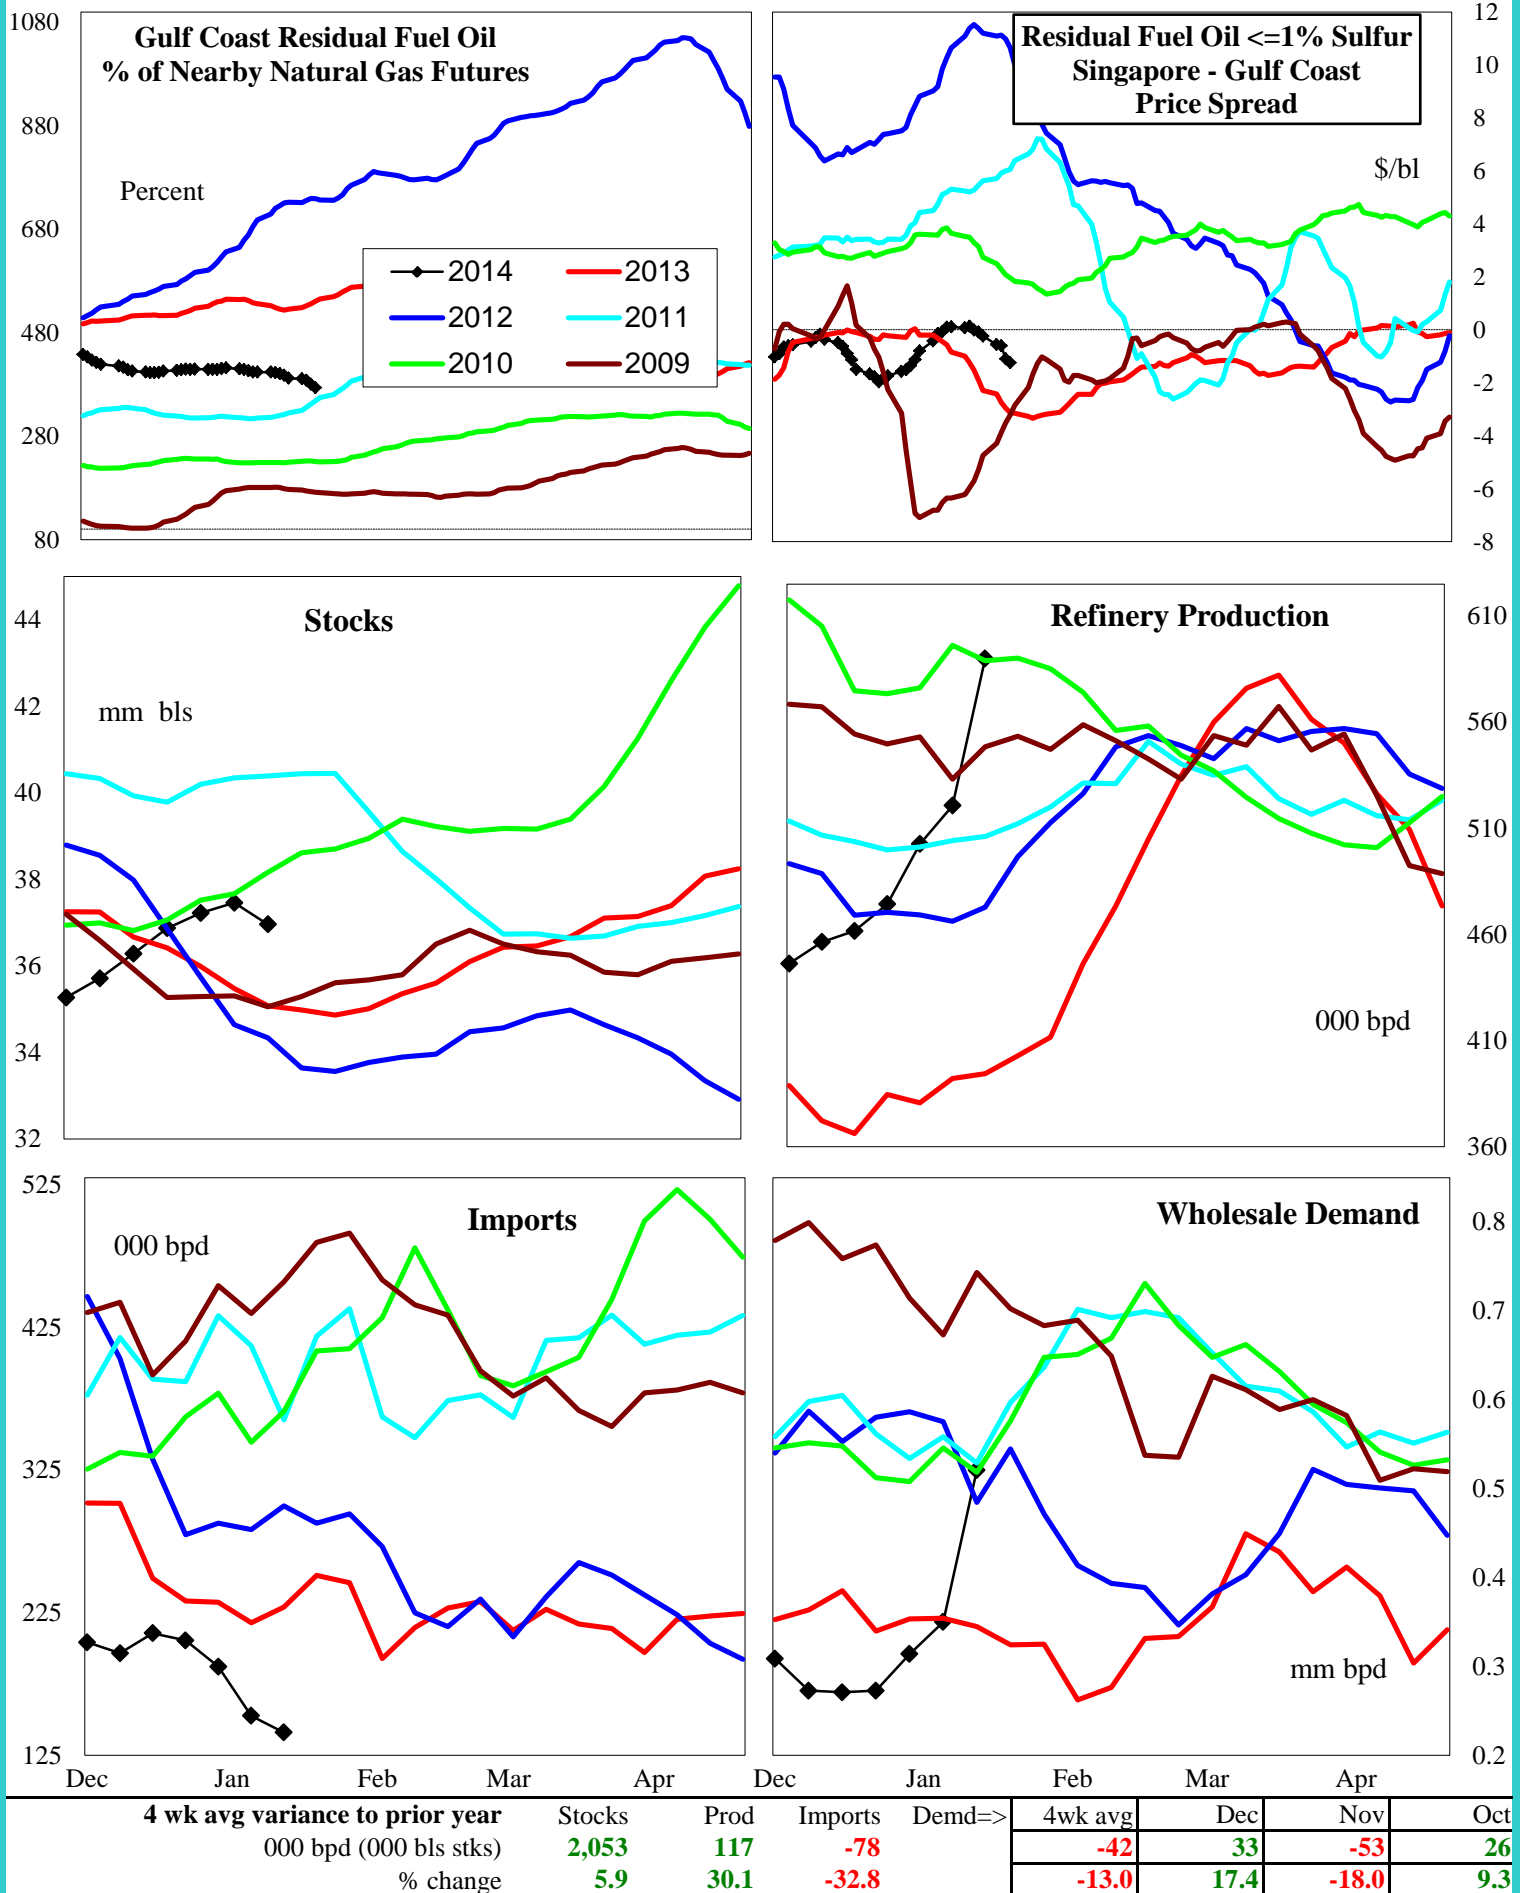 Gulf Coast Residual Fuel Oil
% of Nearby Natural Gas Futures
Percent
1080
880
680
480
280
80
2014 2013
2012 2011
2010 2009
Residual Fuel Oil <=1% Sulfur
Singapore - Gulf Coast
Price Spread
$/bl
12
10
8
6
4
2
0
-2
-4
-6
-8
Stocks
mm bls
44
42
40
38
36
34
32
Refinery Production
000 bpd
610
560
510
460
410
360
Imports
000 bpd
525
425
325
225
125
Dec Jan Feb Mar Apr
Wholesale Demand
mm bpd
0.8
0.7
0.6
0.5
0.4
0.3
0.2
Dec Jan Feb Mar Apr
4 wk avg variance to prior year Stocks Prod Imports Demd=> 4wk avg Dec Nov Oct
000 bpd (000 bls stks) 2,053 117 -78 -42 33 -53 26
% change 5.9 30.1 -32.8 -13.0 17.4 -18.0 9.3